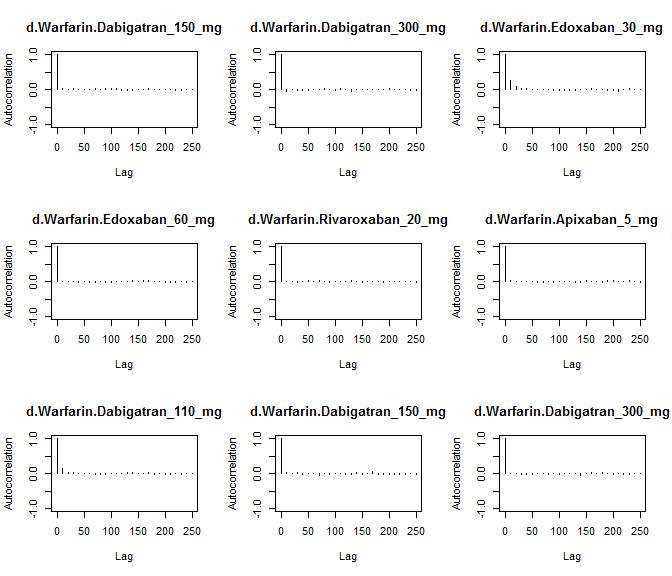 d.Warfarin.Dabigatran_150_mg
Autocorrelation
1.0
0.0
-1.0
0 50 100 150 200 250
Lag
d.Warfarin.Dabigatran_300_mg
Autocorrelation
1.0
0.0
-1.0
0 50 100 150 200 250
Lag
d.Warfarin.Edoxaban_30_mg
Autocorrelation
1.0
0.0
-1.0
0 50 100 150 200 250
Lag
d.Warfarin.Edoxaban_60_mg
Autocorrelation
1.0
0.0
-1.0
0 50 100 150 200 250
Lag
d.Warfarin.Rivaroxaban_20_mg
Autocorrelation
1.0
0.0
-1.0
0 50 100 150 200 250
Lag
d.Warfarin.Apixaban_5_mg
Autocorrelation
1.0
0.0
-1.0
0 50 100 150 200 250
Lag
d.Warfarin.Dabigatran_110_mg
Autocorrelation
1.0
0.0
-1.0
0 50 100 150 200 250
Lag
d.Warfarin.Dabigatran_150_mg
Autocorrelation
1.0
0.0
-1.0
0 50 100 150 200 250
Lag
d.Warfarin.Dabigatran_300_mg
Autocorrelation
1.0
0.0
-1.0
0 50 100 150 200 250
Lag